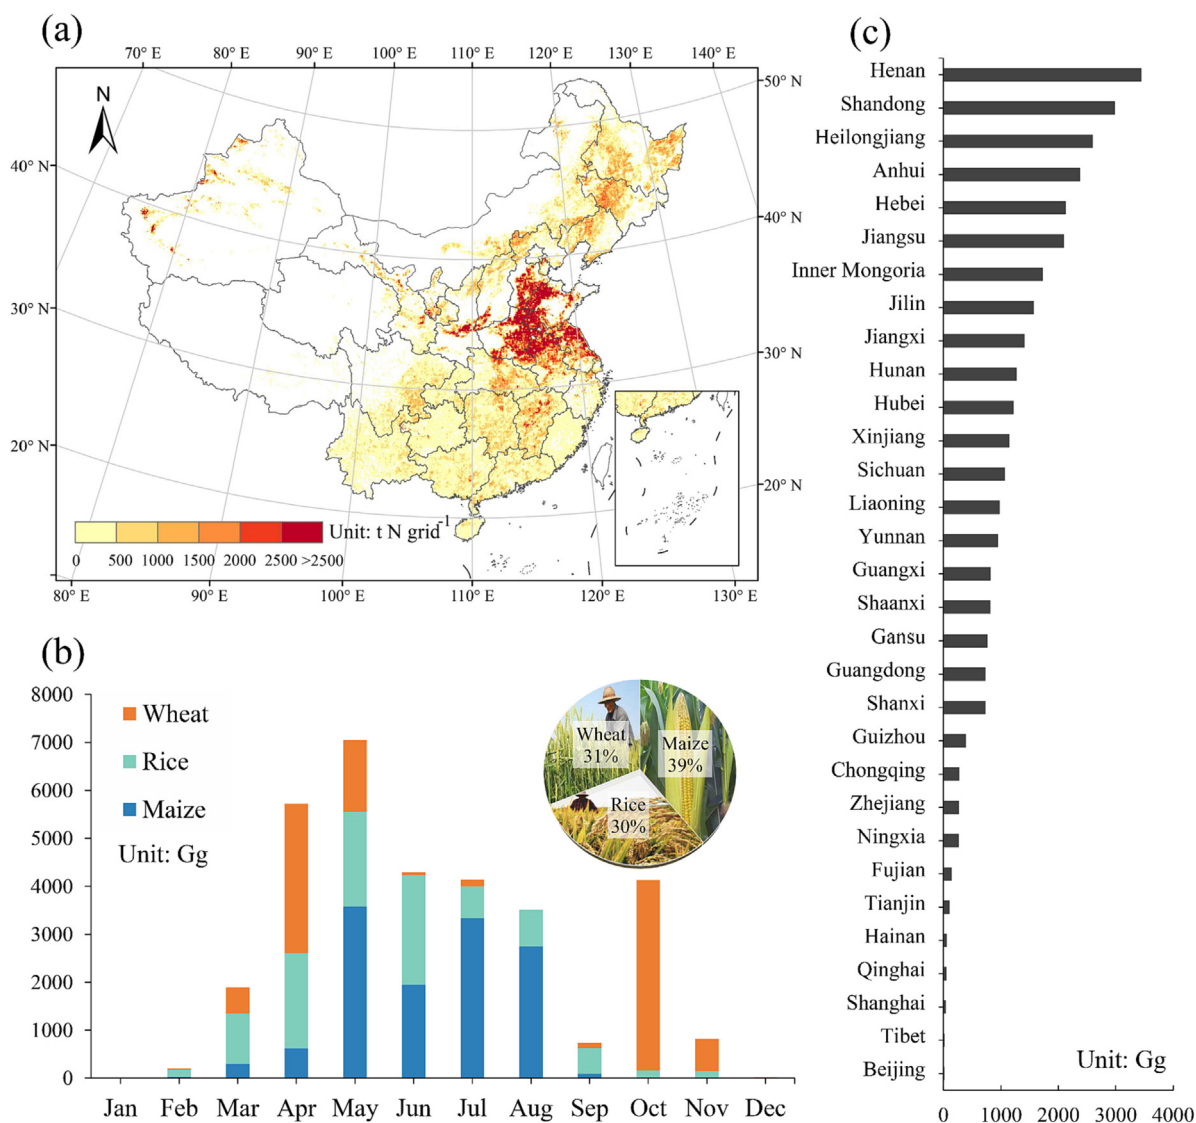 (a)
70° E 80° E 90° E 100° E 110° E 120° E 130° E 140° E
N
50° N
40° N
40° N
30° N
30° N
20° N
20° N
Unit: t N grid-1
0 500 1000 1500 2000 2500 >2500
80° E 90° E 100° E 110° E 120° E 130° E
(b)
8000
7000
6000
5000
4000
3000
2000
1000
0
Wheat
Rice
Maize
Unit: Gg
Wheat
31%
Maize
39%
Rice
30%
Jan Feb Mar Apr May Jun Jul Aug Sep Oct Nov Dec
(c)
Henan
Shandong
Heilongjiang
Anhui
Hebei
Jiangsu
Inner Mongoria
Jilin
Jiangxi
Hunan
Hubei
Xinjiang
Sichuan
Liaoning
Yunnan
Guangxi
Shaanxi
Gansu
Guangdong
Shanxi
Guizhou
Chongqing
Zhejiang
Ningxia
Fujian
Tianjin
Hainan
Qinghai
Shanghai
Tibet
Beijing
Unit: Gg
0 1000 2000 3000 4000